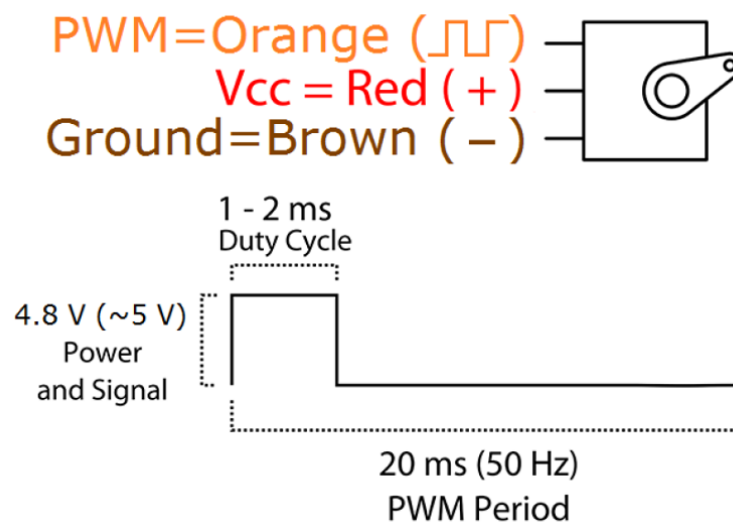 PWM=Orange (⎍⎍)
Vcc = Red ( + )
Ground=Brown ( − )
1 - 2 ms
Duty Cycle
4.8 V (~5 V)
Power
and Signal
20 ms (50 Hz)
PWM Period